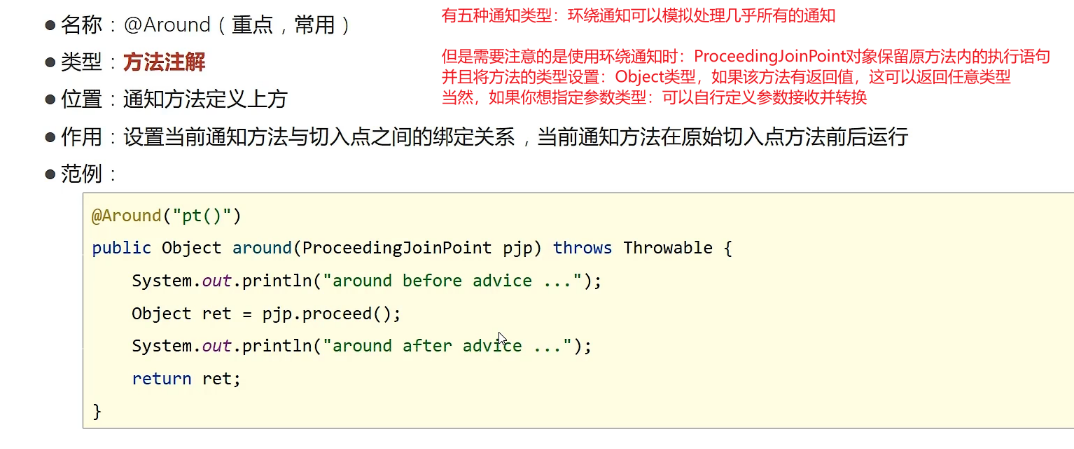 ● 名称：@Around（重点，常用）
有五种通知类型：环绕通知可以模拟处理几乎所有的通知
● 类型：方法注解
但是需要注意的是使用环绕通知时：ProceedingJoinPoint对象保留原方法内的执行语句
并且将方法的类型设置：Object类型，如果该方法有返回值，这可以返回任意类型
当然，如果你想指定参数类型：可以自行定义参数接收并转换
● 位置：通知方法定义上方
● 作用：设置当前通知方法与切入点之间的绑定关系，当前通知方法在原始切入点方法前后运行
● 范例：
@Around("pt()")
public Object around(ProceedingJoinPoint pjp) throws Throwable {
    System.out.println("around before advice ...");
    Object ret = pjp.proceed();
    System.out.println("around after advice ...");
    return ret;
}